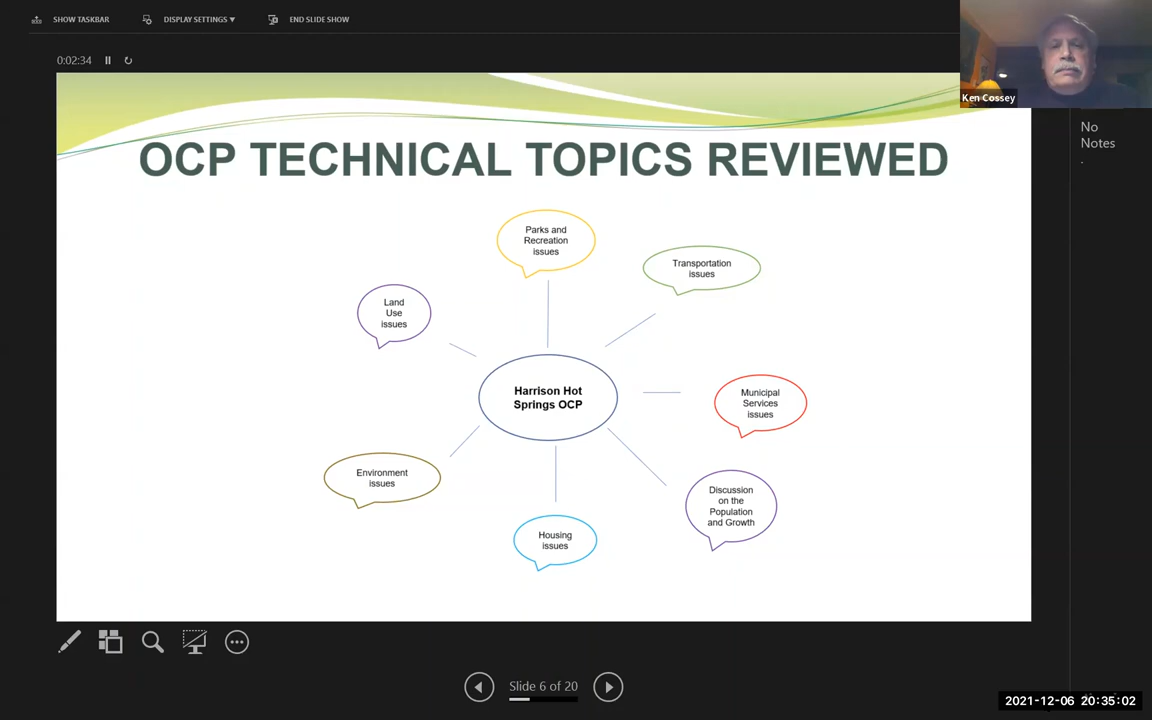 SHOW TASKBAR
DISPLAY SETTINGS ▼
END SLIDE SHOW
0:02:34
Ken Cossey
No
Notes
.
OCP TECHNICAL TOPICS REVIEWED
Parks and
Recreation
issues
Transportation
issues
Land
Use
issues
Harrison Hot
Springs OCP
Municipal
Services
issues
Environment
issues
Discussion
on the
Population
and Growth
Housing
issues
Slide 6 of 20
2021-12-06 20:35:02